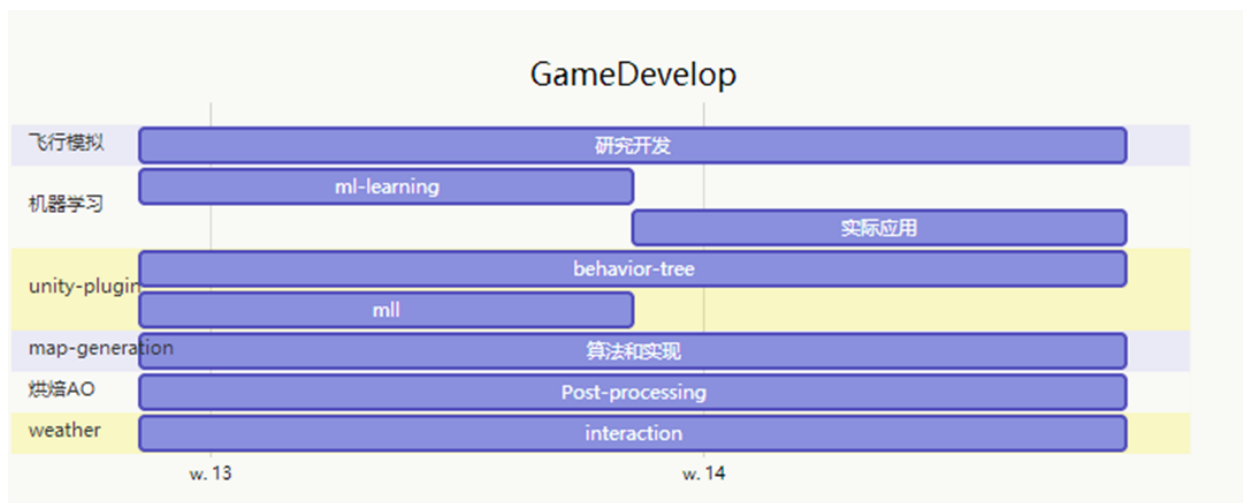 GameDevelop
飞行模拟
研究开发
机器学习
ml-learning
实际应用
unity-plugin
behavior-tree
mll
map-generation
算法和实现
烘焙AO
Post-processing
weather
interaction
w. 13
w. 14